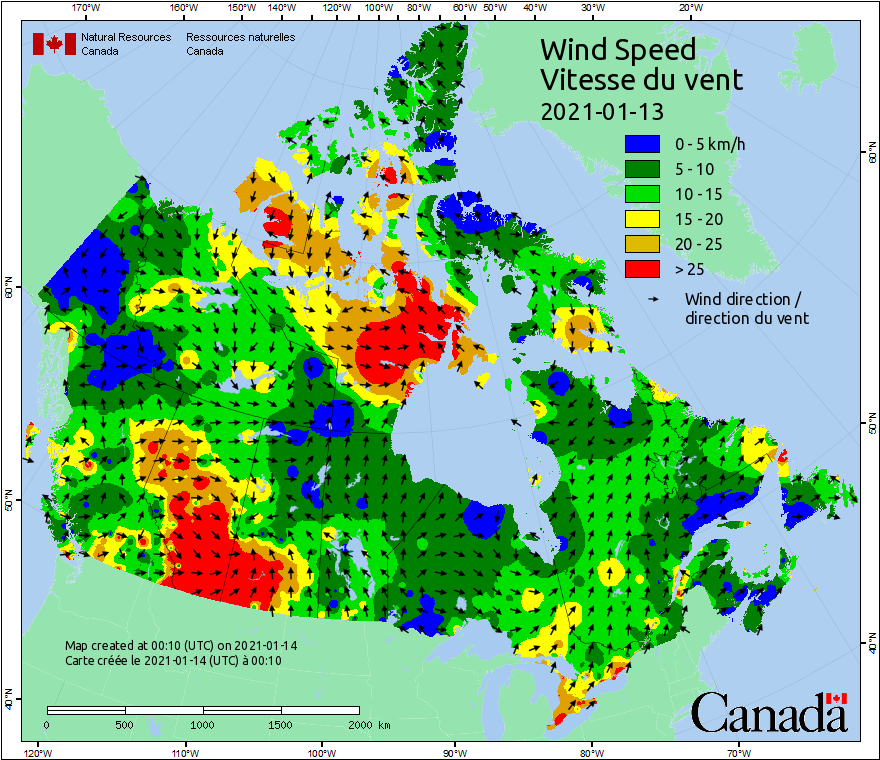 170°W 160°W 150°W 140°W 120°W 100°W 80°W 60°W 50°W 40°W 30°W 20°W
Natural Resources Canada
Ressources naturelles Canada
Wind Speed
Vitesse du vent
2021-01-13
0 - 5 km/h
5 - 10
10 - 15
15 - 20
20 - 25
> 25
Wind direction /
direction du vent
60°N
60°N
50°N
50°N
40°N
40°N
Map created at 00:10 (UTC) on 2021-01-14
Carte créée le 2021-01-14 (UTC) à 00:10
0 500 1000 1500 2000 km
Canada
120°W 110°W 100°W 90°W 80°W 70°W